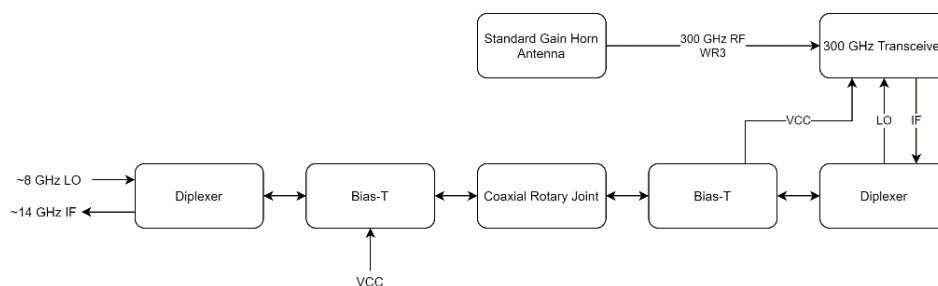 Standard Gain Horn
Antenna
300 GHz RF
WR3
300 GHz Transceive
VCC
LO
IF
~8 GHz LO
~14 GHz IF
Diplexer
Bias-T
Coaxial Rotary Joint
Bias-T
Diplexer
VCC